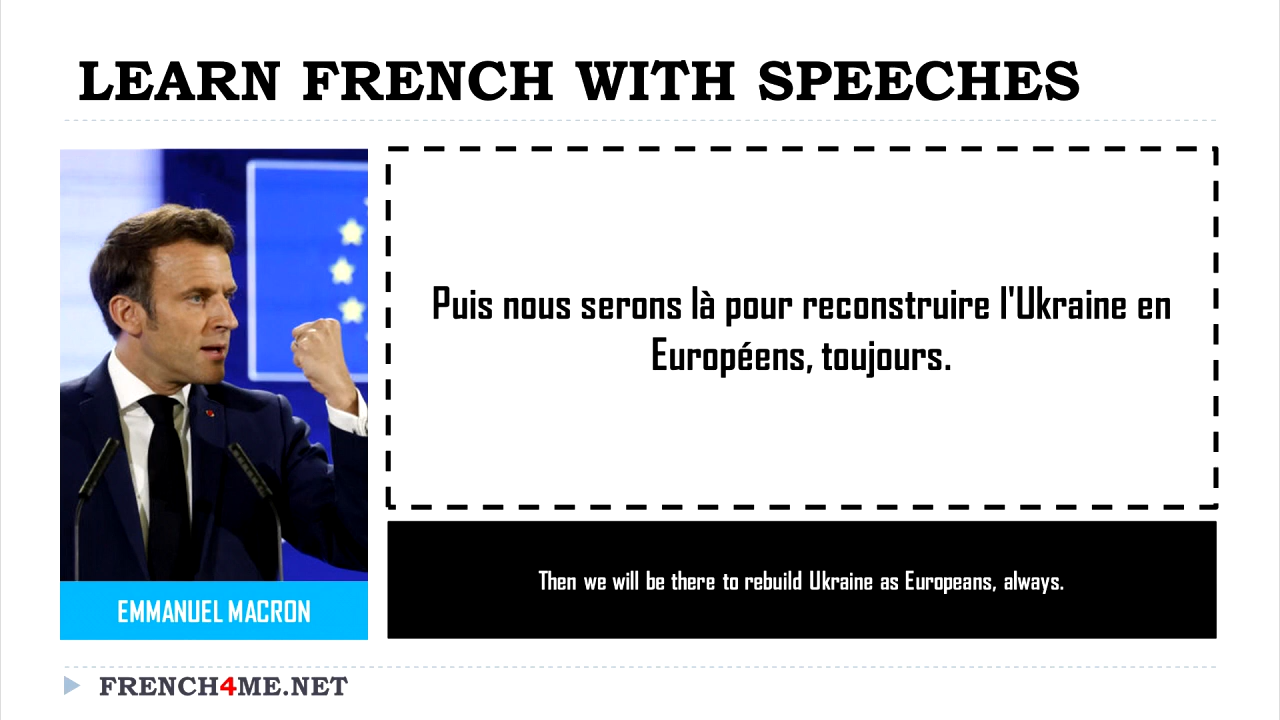 LEARN FRENCH WITH SPEECHES
Puis nous serons là pour reconstruire l'Ukraine en
Européens, toujours.
Then we will be there to rebuild Ukraine as Europeans, always.
EMMANUEL MACRON
FRENCH4ME.NET